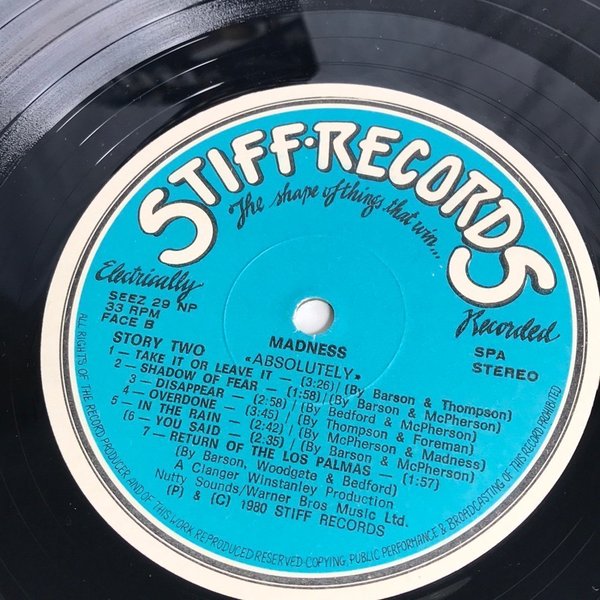 STIFF·RECORDS
The shape of things that win...
Electrically
Recorded
SEEZ 29 NP
33 RPM
FACE B
SPA
STEREO
MADNESS
«ABSOLUTELY»
STORY TWO
1 — TAKE IT OR LEAVE IT — (3:26)/(By Barson & Thompson)
2 — SHADOW OF FEAR — (1:58)/(By Barson & McPherson)
3 — DISAPPEAR — (2:58)/(By Bedford & McPherson)
4 — OVERDONE — (3:45)/(By Thompson & Foreman)
5 — IN THE RAIN — (2:42)/(By McPherson & Madness)
(6 — YOU SAID — (2:35)/(By Barson & McPherson)
7 — RETURN OF THE LOS PALMAS — (1:57)
(By Barson, Woodgate & Bedford)
A Clanger Winstanley Production
Nutty Sounds/Warner Bros Music Ltd.
(P) & (G) 1980 STIFF RECORDS
ALL RIGHTS OF THE RECORD PRODUCER AND OF THIS WORK REPRODUCED RESERVED·COPYING, PUBLIC PERFORMANCE & BROADCASTING OF THIS RECORD PROHIBITED